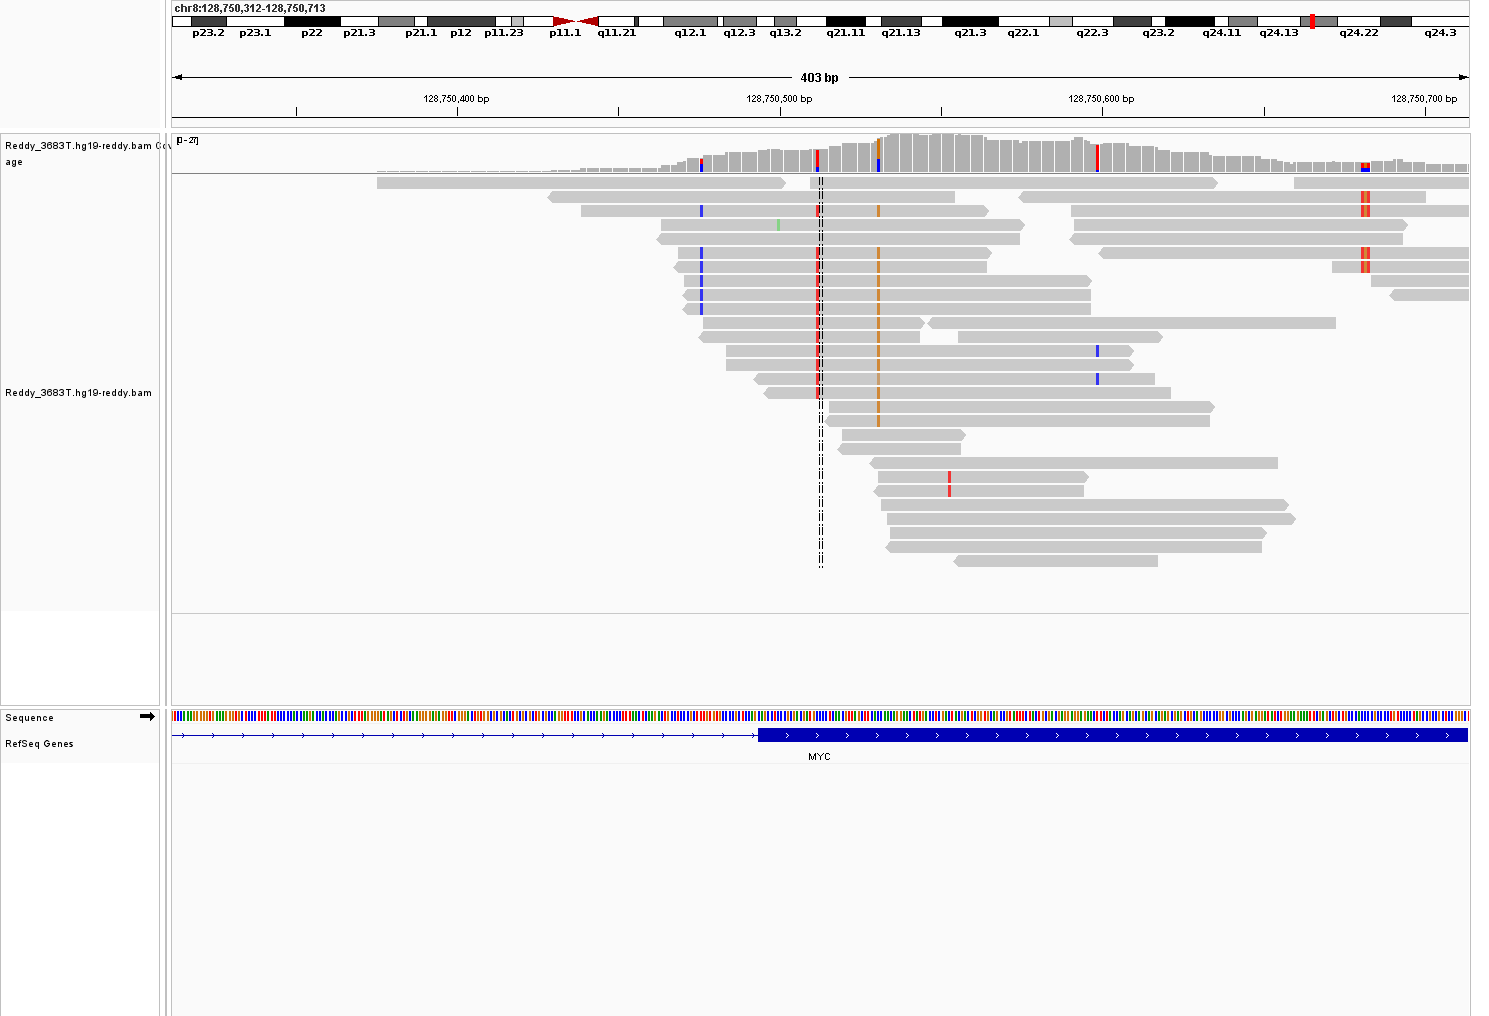 chr8:128,750,312-128,750,713
p23.2 p23.1 p22 p21.3 p21.1 p12 p11.23 p11.1 q11.21 q12.1 q12.3 q13.2 q21.11 q21.13 q21.3 q22.1 q22.3 q23.2 q24.11 q24.13 q24.22 q24.3
403 bp
128,750,400 bp 128,750,500 bp 128,750,600 bp 128,750,700 bp
Reddy_3683T.hg19-reddy.bam Cov [0 - 27]
age
Reddy_3683T.hg19-reddy.bam
Sequence
RefSeq Genes
MYC